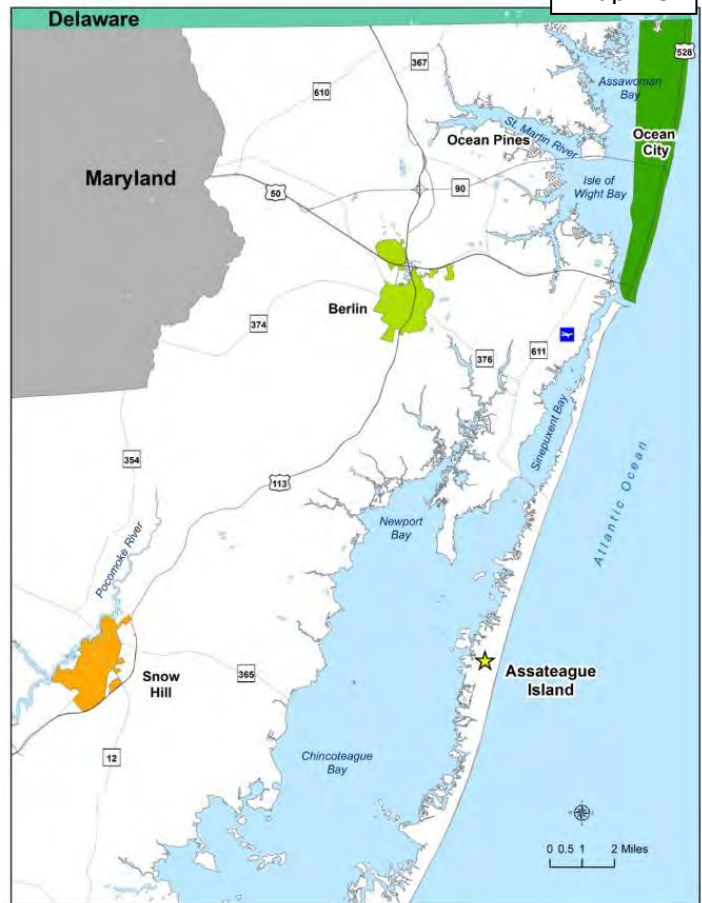 Delaware
528
367
610
Assawoman
Bay
St. Martin River
Ocean Pines
Ocean
City
Maryland
Isle of
Wight Bay
50
90
Berlin
374
376
611
Sinepuxent Bay
354
113
Atlantic Ocean
Newport
Bay
Pocomoke River
Snow
Hill
365
Assateague
Island
12
Chincoteague
Bay
0 0.5 1 2 Miles